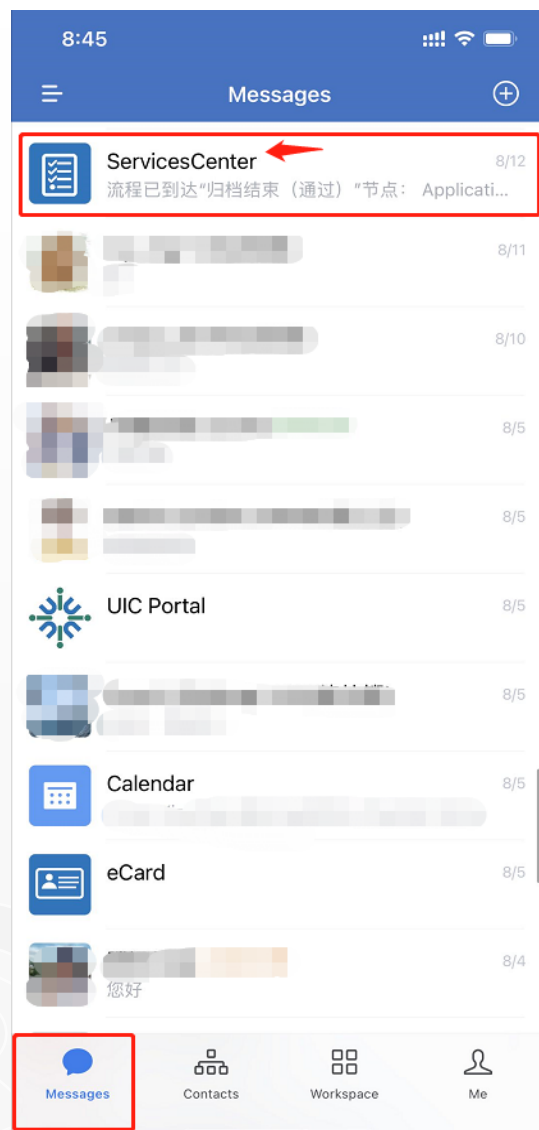 8:45
Messages
ServicesCenter
8/12
流程已到达“归档结束（通过）”节点： Applicati...
8/11
8/10
8/5
8/5
UIC Portal
8/5
8/5
Calendar
8/5
eCard
8/5
8/4
您好
Messages
Contacts
Workspace
Me